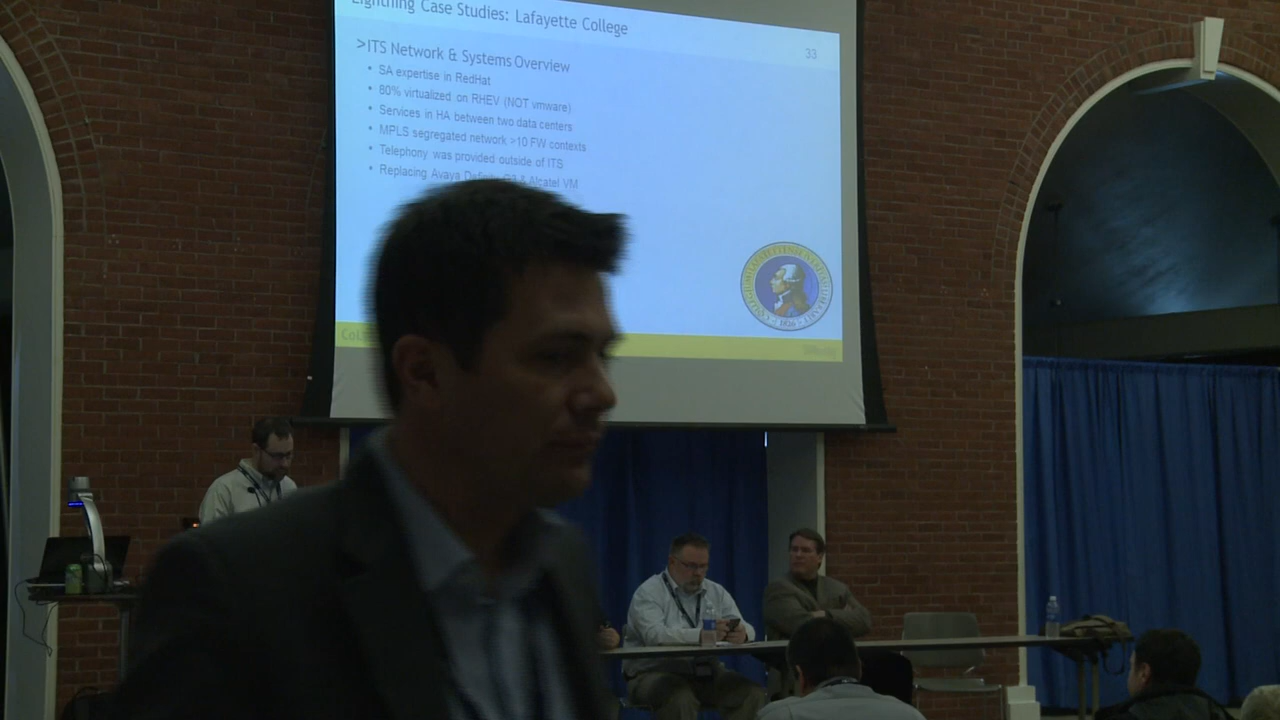 Lightning Case Studies: Lafayette College
33
>ITS Network & Systems Overview
• SA expertise in RedHat
• 80% virtualized on RHEV (NOT vmware)
• Services in HA between two data centers
• MPLS segregated network >10 FW contexts
• Telephony was provided outside of ITS
• Replacing Avaya & Alcatel VM